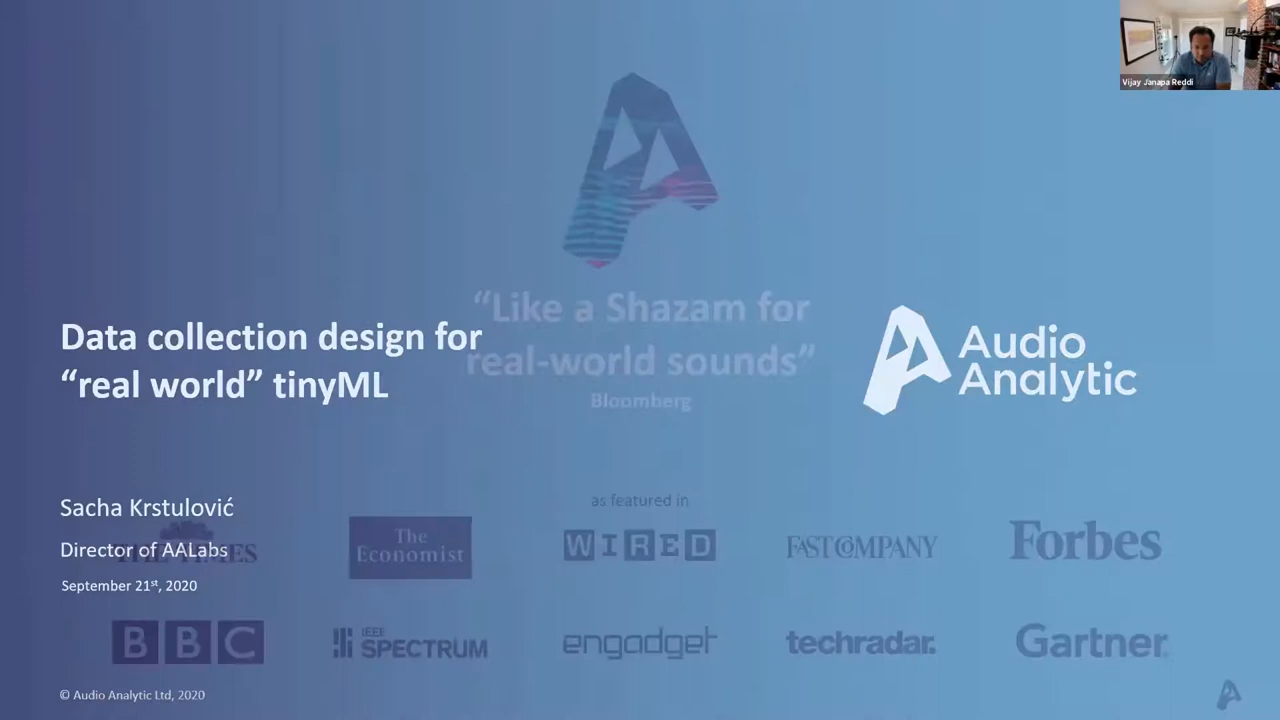 Vijay Janapa Reddi
“Like a Shazam for
real-world sounds”
Bloomberg
Data collection design for
“real world” tinyML
Audio
Analytic
Sacha Krstulović
Director of AALabs
September 21st, 2020
as featured in
THE TIMES
The
Economist
WIRED
FAST COMPANY
Forbes
BBC
IEEE
SPECTRUM
engadget
techradar.
Gartner
© Audio Analytic Ltd, 2020